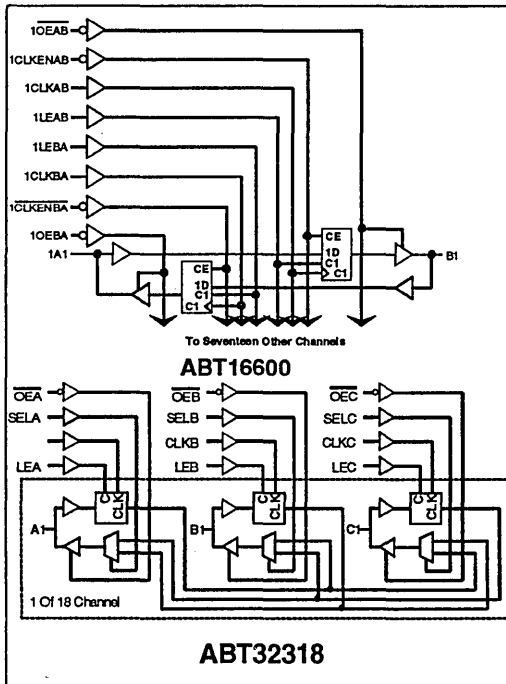 1OEAB
1CLKENAB
1CLKAB
1LEAB
1LEBA
1CLKBA
1CLKENBA
1OEBA
1A1
CE
1D
C1
C1
B1
CE
1D
C1
C1
To Seventeen Other Channels
ABT16600
OEA
OEB
OEC
SELA
SELB
SELC
CLKB
CLKC
LEA
LEB
LEC
C
CLK
C
CLK
C
CLK
A1
B1
C1
1 Of 18 Channel
ABT32318